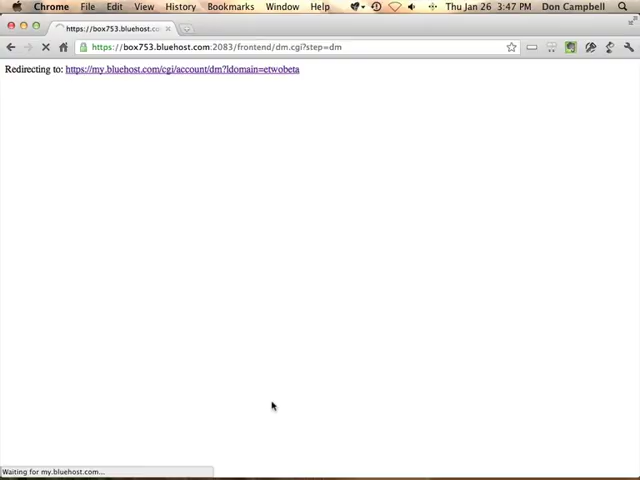 Chrome File Edit View History Bookmarks Window Help Thu Jan 26 3:47 PM Don Campbell
https://box753.bluehost.co
https://box753.bluehost.com:2083/frontend/dm.cgi?step=dm
Redirecting to: https://my.bluehost.com/cgi/account/dm?ldomain=etwobeta
Waiting for my.bluehost.com...